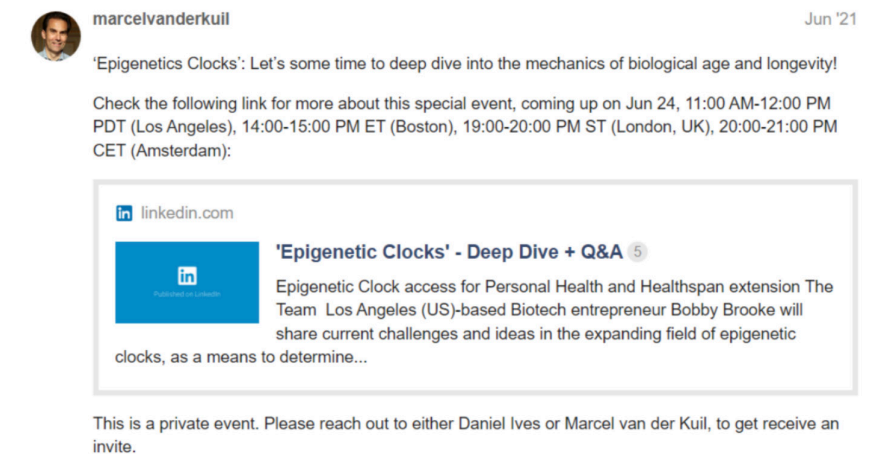 marcelvanderkuil
Jun '21
‘Epigenetics Clocks’: Let’s some time to deep dive into the mechanics of biological age and longevity!
Check the following link for more about this special event, coming up on Jun 24, 11:00 AM-12:00 PM
PDT (Los Angeles), 14:00-15:00 PM ET (Boston), 19:00-20:00 PM ST (London, UK), 20:00-21:00 PM
CET (Amsterdam):
in linkedin.com
in
Published on LinkedIn
'Epigenetic Clocks' - Deep Dive + Q&A 5
Epigenetic Clock access for Personal Health and Healthspan extension The
Team Los Angeles (US)-based Biotech entrepreneur Bobby Brooke will
share current challenges and ideas in the expanding field of epigenetic
clocks, as a means to determine...
This is a private event. Please reach out to either Daniel Ives or Marcel van der Kuil, to get receive an
invite.